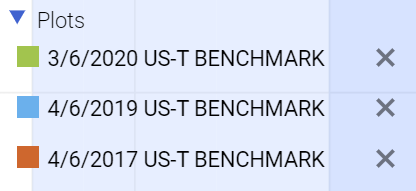 Plots
3/6/2020 US-T BENCHMARK
4/6/2019 US-T BENCHMARK
4/6/2017 US-T BENCHMARK